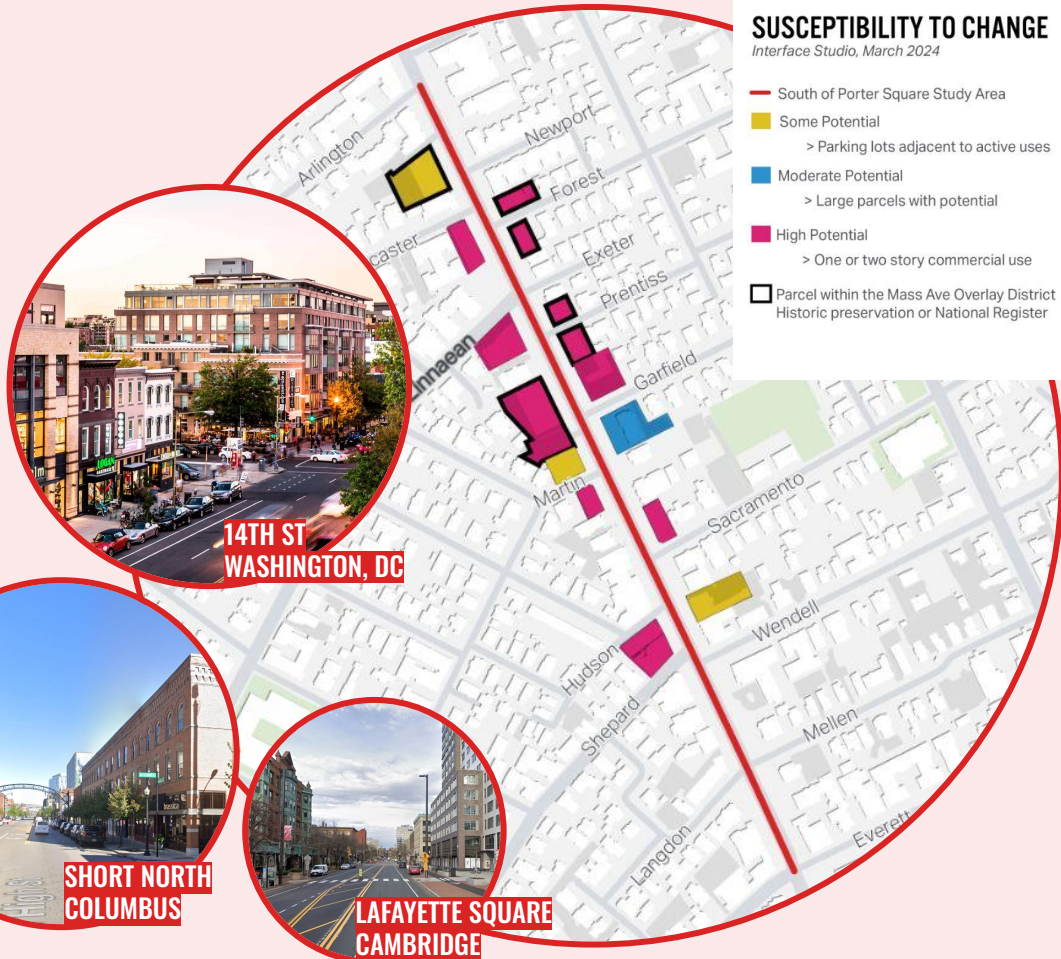 SUSCEPTIBILITY TO CHANGE
Interface Studio, March 2024
South of Porter Square Study Area
Some Potential
> Parking lots adjacent to active uses
Moderate Potential
> Large parcels with potential
High Potential
> One or two story commercial use
Parcel within the Mass Ave Overlay District
Historic preservation or National Register
Arlington
Newport
Forest
caster
Exeter
Prentiss
Linnaean
Garfield
Martin
Sacramento
Wendell
Hudson
Shepard
Mellen
Langdon
Everett
14TH ST
WASHINGTON, DC
High St
SHORT NORTH
COLUMBUS
LAFAYETTE SQUARE
CAMBRIDGE